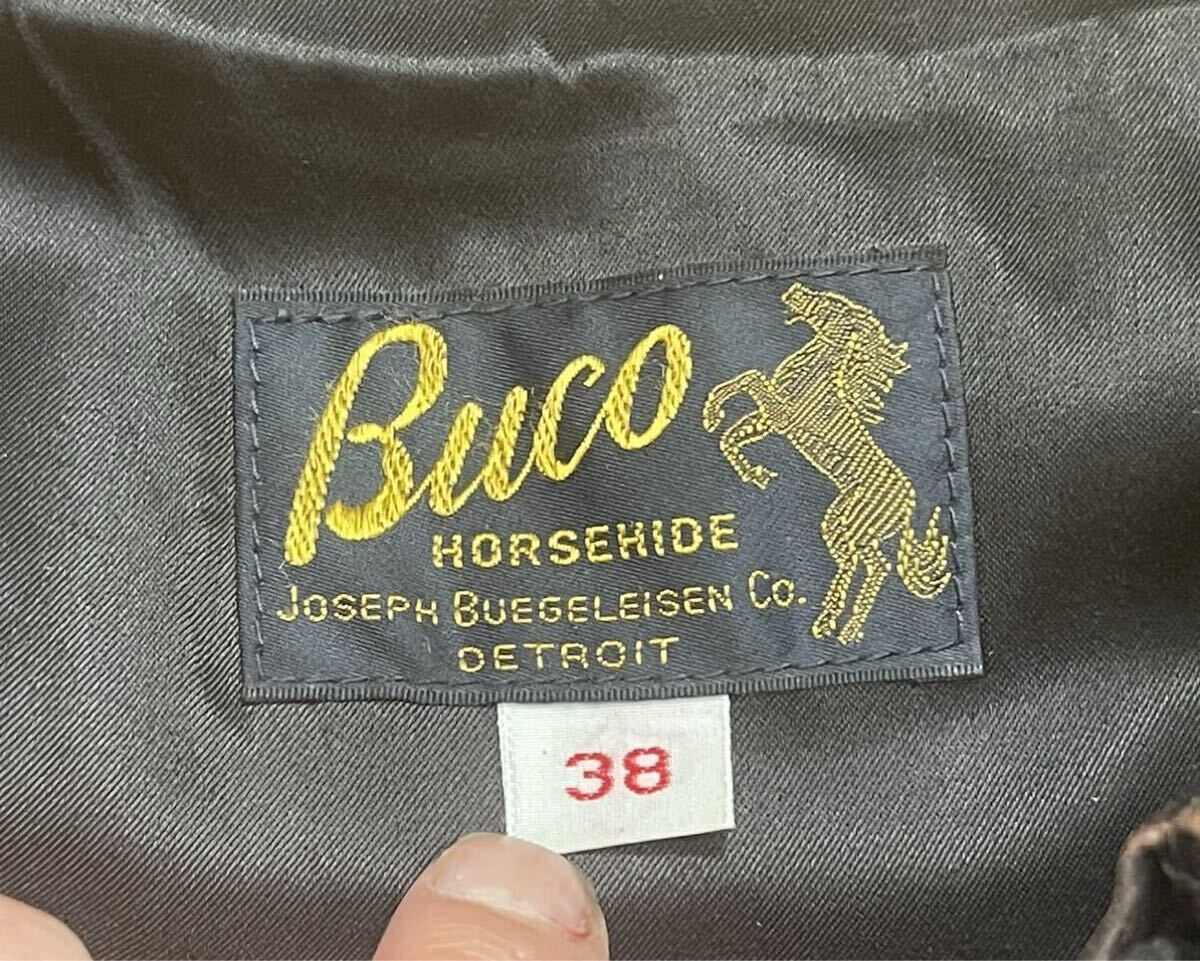 Buco
HORSEHIDE
JOSEPH BUEGELEISEN Co.
DETROIT
38